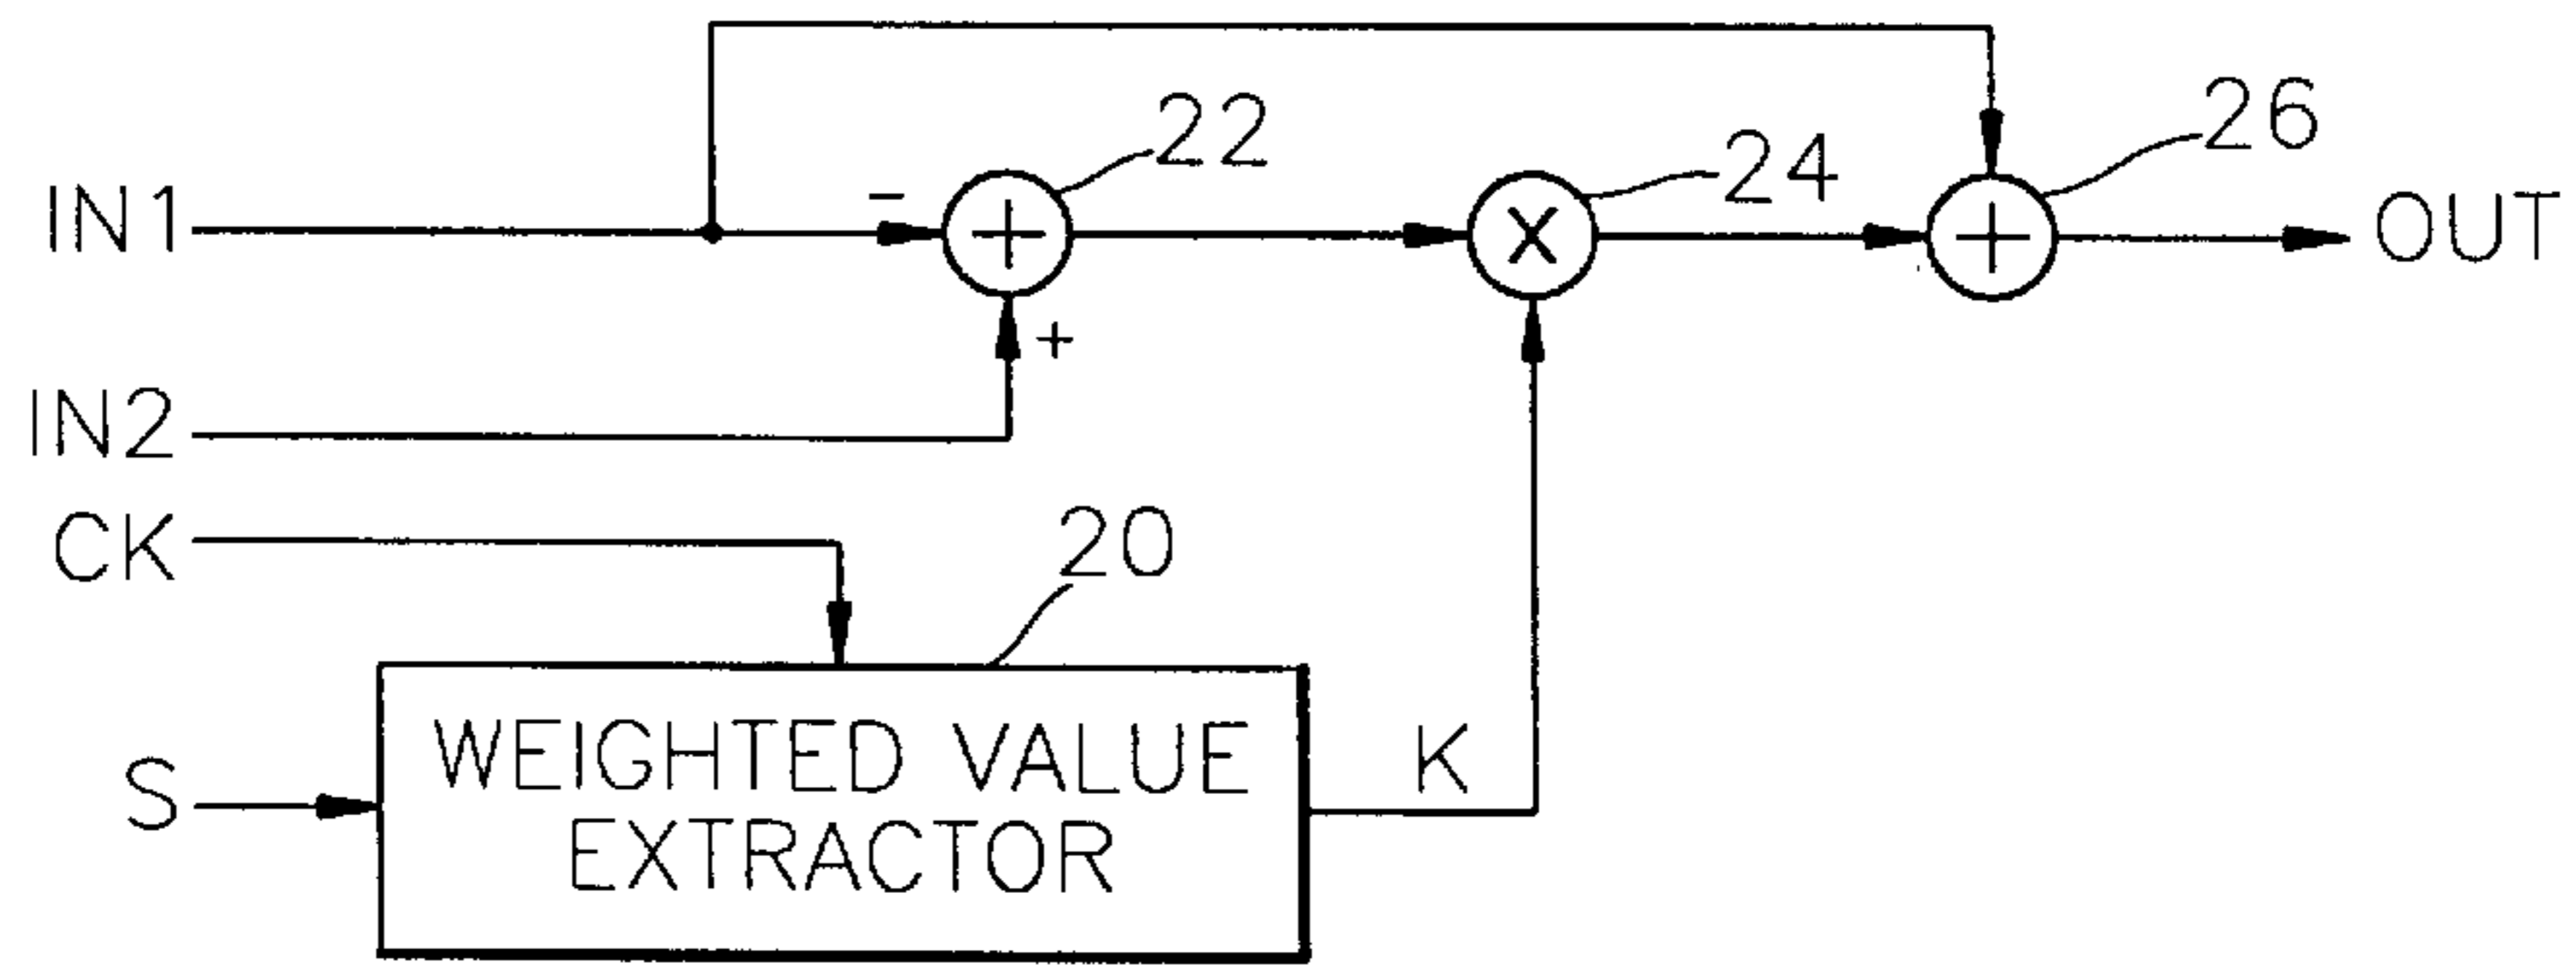 26
22
24
IN1
-
OUT
+
IN2
CK
20
WEIGHTED VALUE
EXTRACTOR
K
S